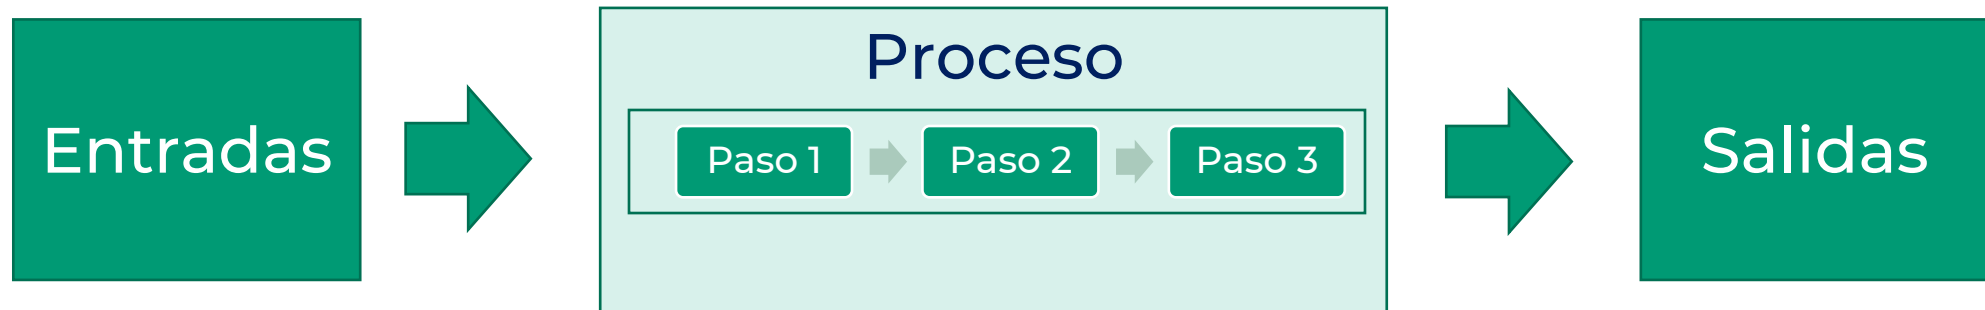 Proceso
Entradas
Paso 1
Paso 2
Paso 3
Salidas